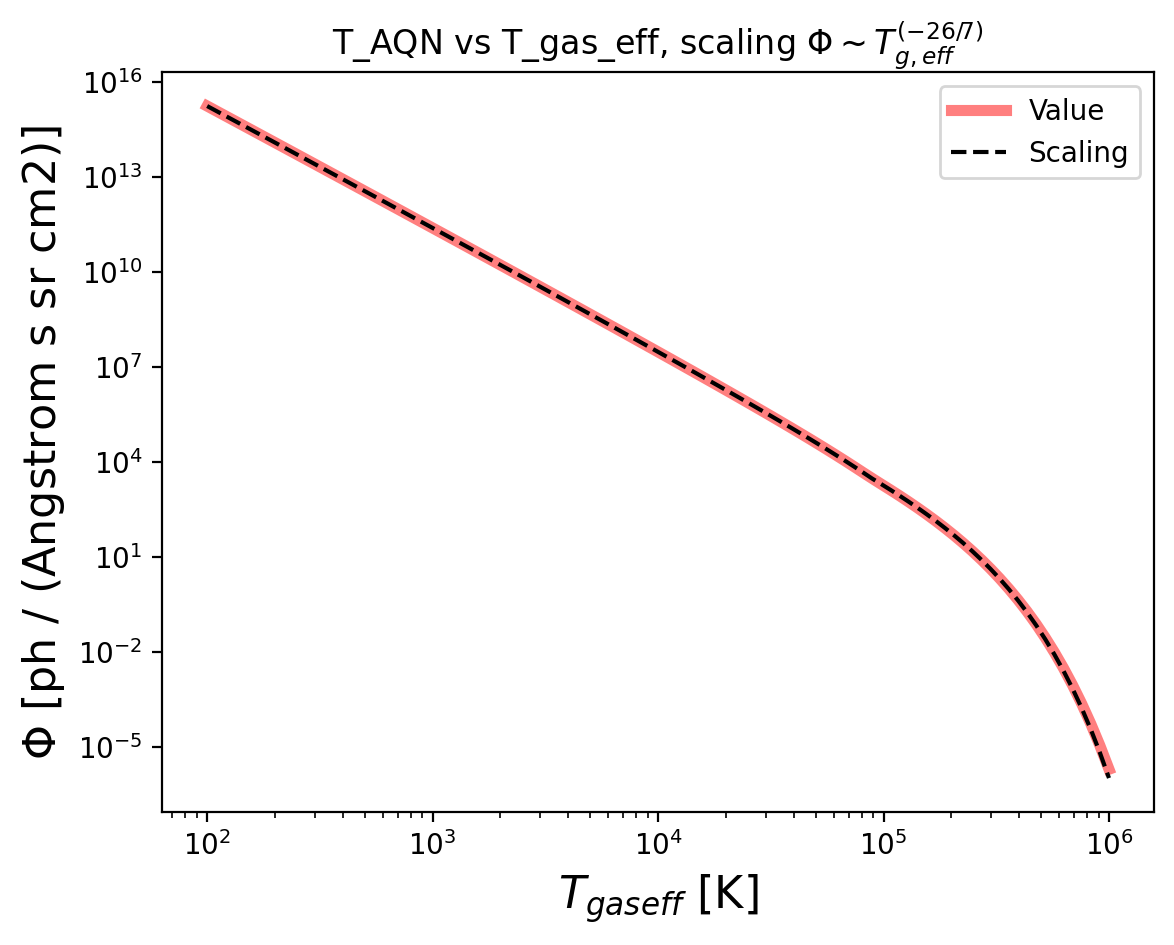 T_AQN vs T_gas_eff, scaling Φ ~ T_{g,eff}^{(-26/7)}
Φ [ph / (Angstrom s sr cm2)]
10^{16}
10^{13}
10^{10}
10^{7}
10^{4}
10^{1}
10^{-2}
10^{-5}
Value
Scaling
10^{2} 10^{3} 10^{4} 10^{5} 10^{6}
T_{gaseff} [K]